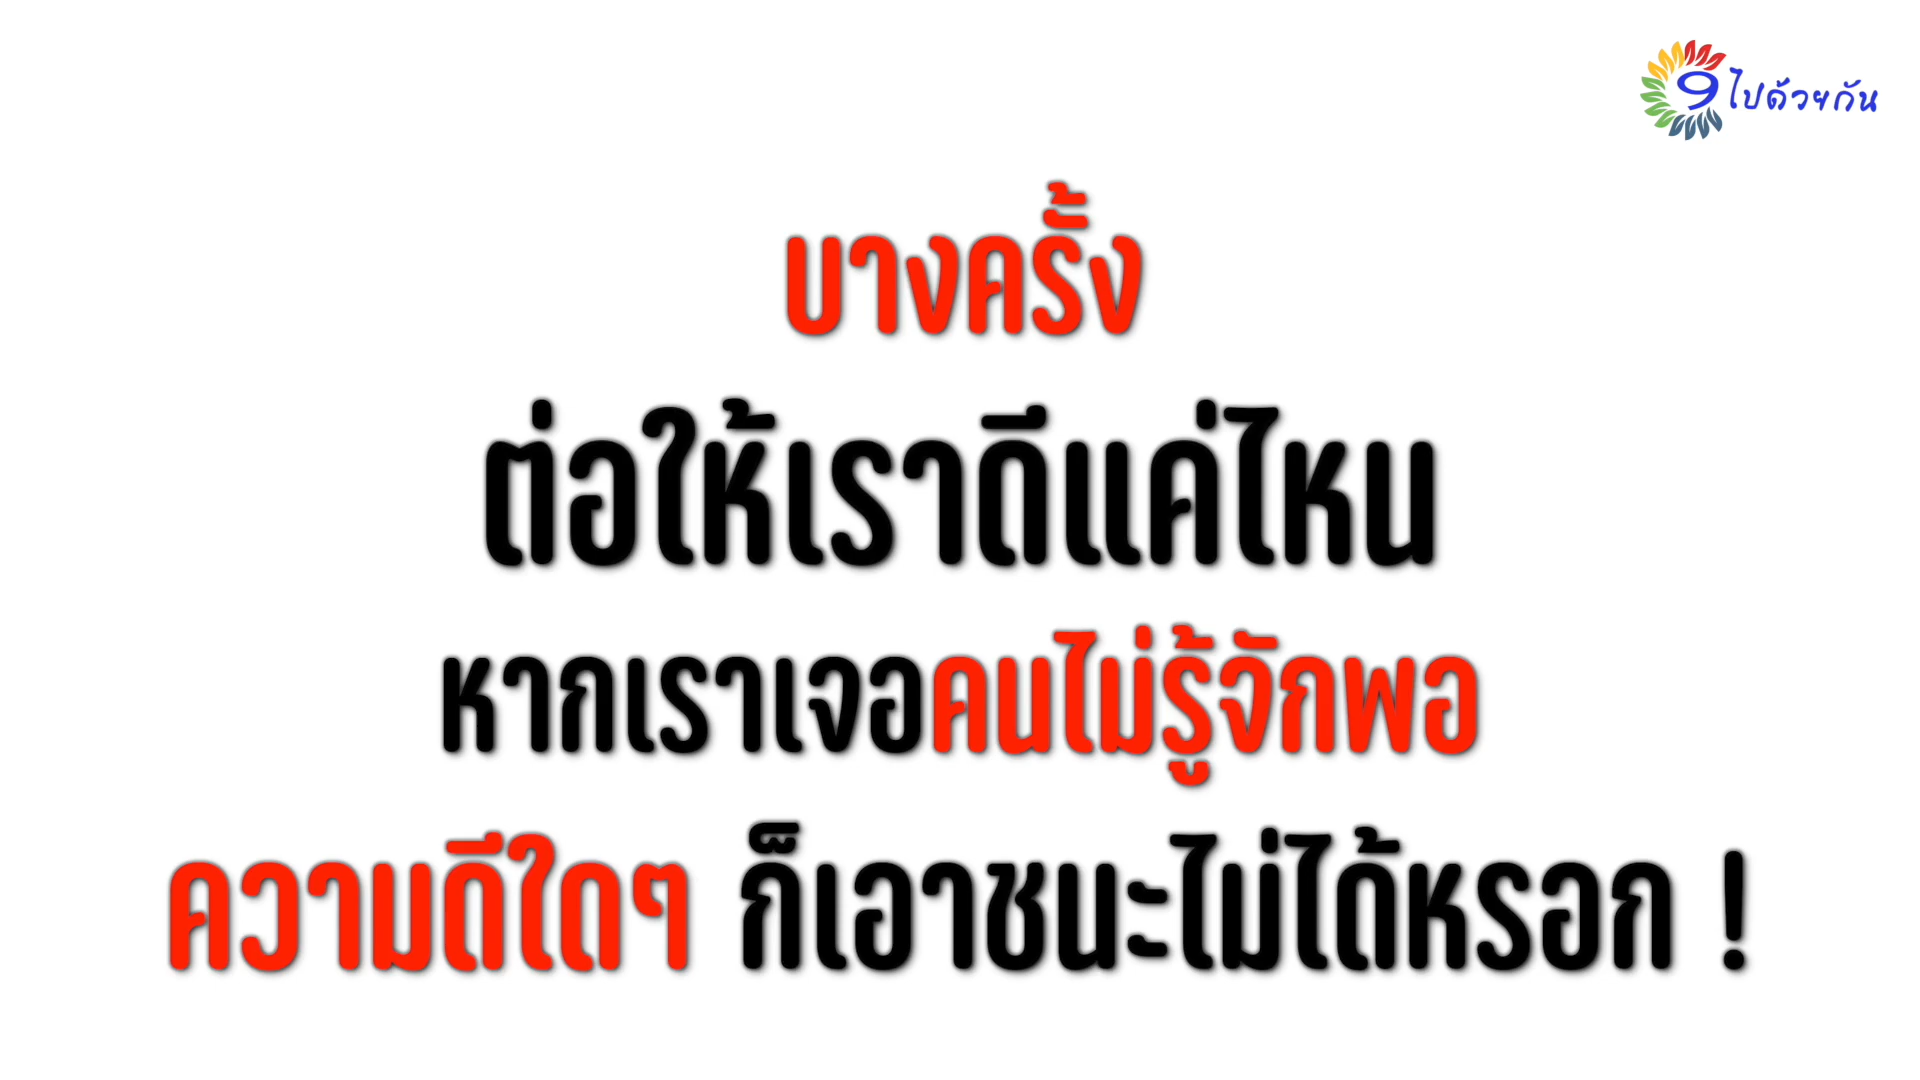 9 ไปด้วยกัน
บางครั้ง
ต่อให้เราดีแค่ไหน
หากเราเจอคนไม่รู้จักพอ
ความดีใดๆ ก็เอาชนะไม่ได้หรอก !